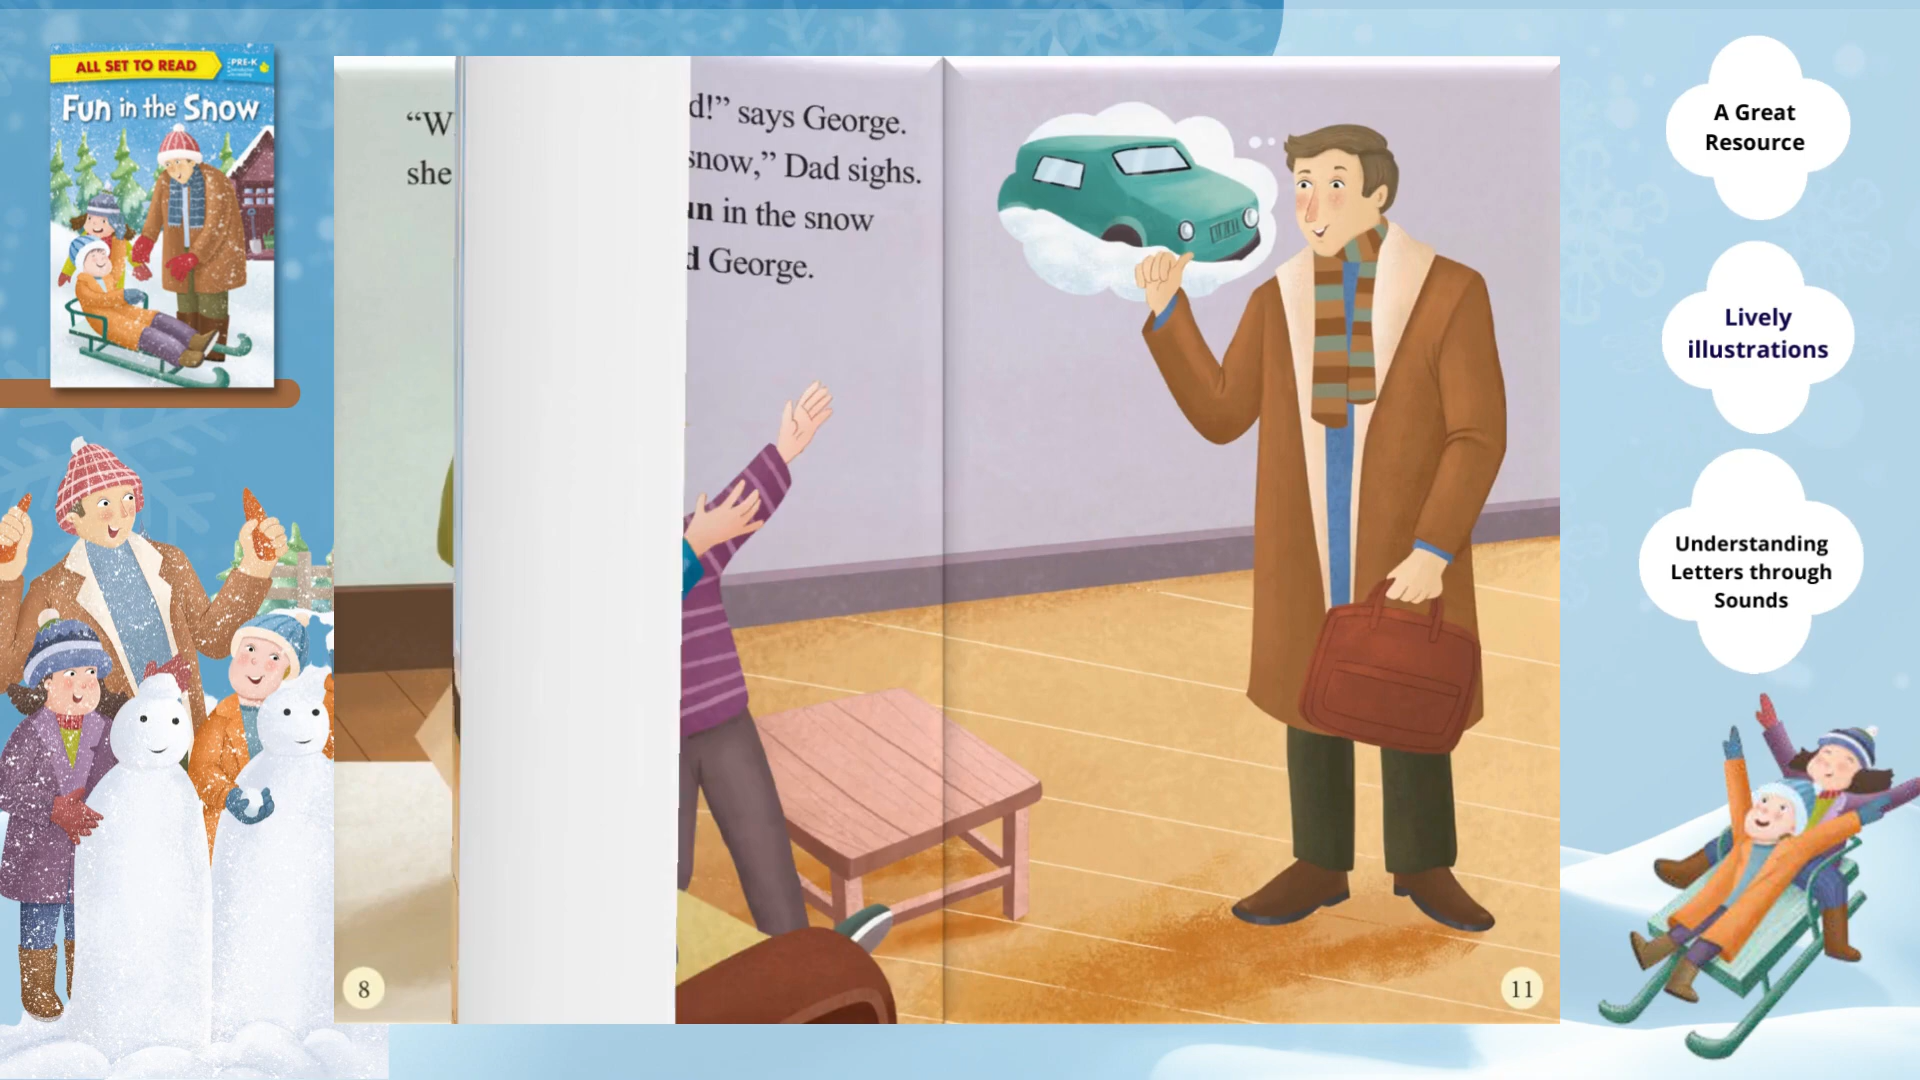 ALL SET TO READ
PRE-K
Fun in the Snow
“W
she
d!” says George.
snow,” Dad sighs.
un in the snow
d George.
8
11
A Great
Resource
Lively
illustrations
Understanding
Letters through
Sounds